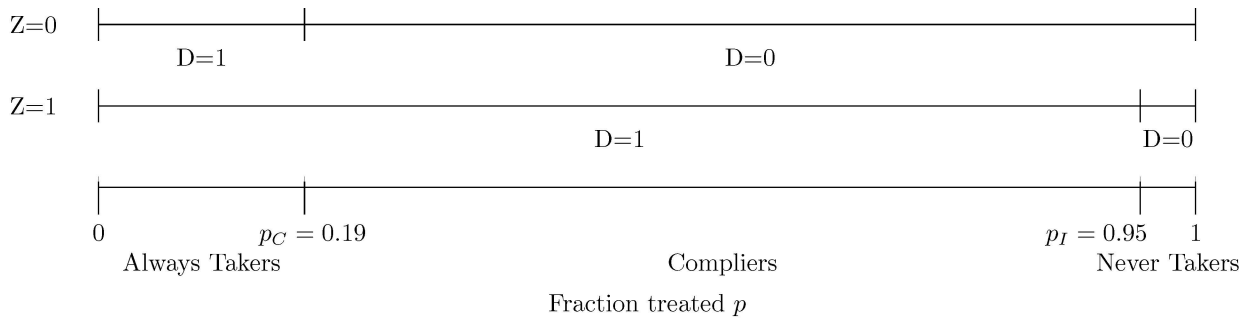 Z=0
D=1 D=0
Z=1
D=1 D=0
0 p_C = 0.19 p_I = 0.95 1
Always Takers Compliers Never Takers
Fraction treated p